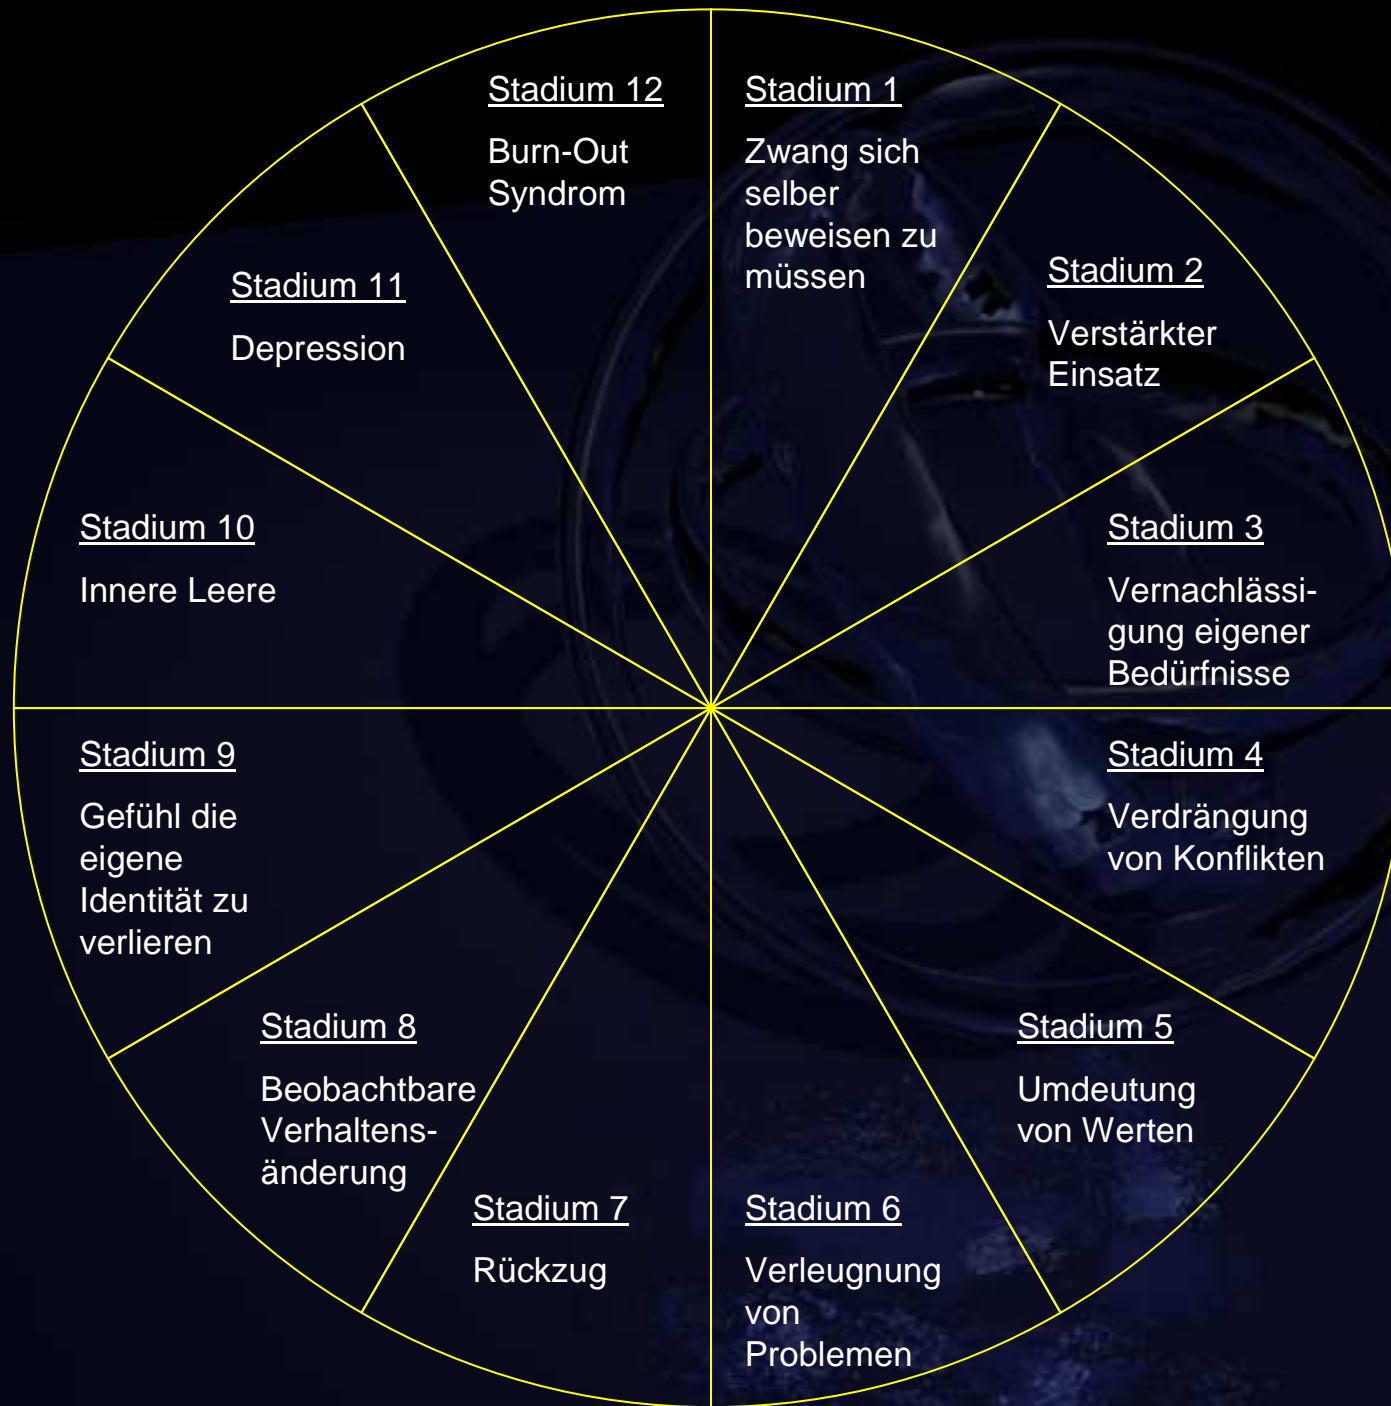 Stadium 1
Zwang sich
selber
beweisen zu
müssen
Stadium 2
Verstärkter
Einsatz
Stadium 3
Vernachlässi-
gung eigener
Bedürfnisse
Stadium 4
Verdrängung
von Konflikten
Stadium 5
Umdeutung
von Werten
Stadium 6
Verleugnung
von
Problemen
Stadium 7
Rückzug
Stadium 8
Beobachtbare
Verhaltens-
änderung
Stadium 9
Gefühl die
eigene
Identität zu
verlieren
Stadium 10
Innere Leere
Stadium 11
Depression
Stadium 12
Burn-Out
Syndrom